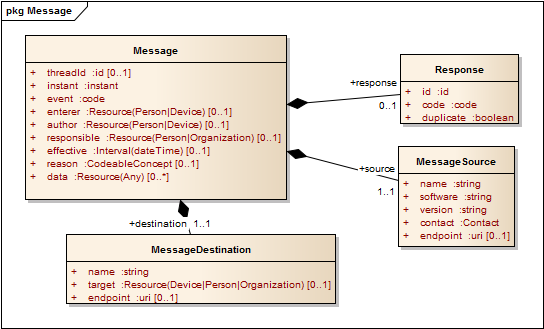 pkg Message
Message
+ threadId :id [0..1]
+ instant :instant
+ event :code
+ enterer :Resource(Person|Device) [0..1]
+ author :Resource(Person|Device) [0..1]
+ responsible :Resource(Person|Organization) [0..1]
+ effective :Interval(dateTime) [0..1]
+ reason :CodeableConcept [0..1]
+ data :Resource(Any) [0..*]
+response
0..1
Response
+ id :id
+ code :code
+ duplicate :boolean
+source
1..1
MessageSource
+ name :string
+ software :string
+ version :string
+ contact :Contact
+ endpoint :uri [0..1]
+destination 1..1
MessageDestination
+ name :string
+ target :Resource(Device|Person|Organization) [0..1]
+ endpoint :uri [0..1]